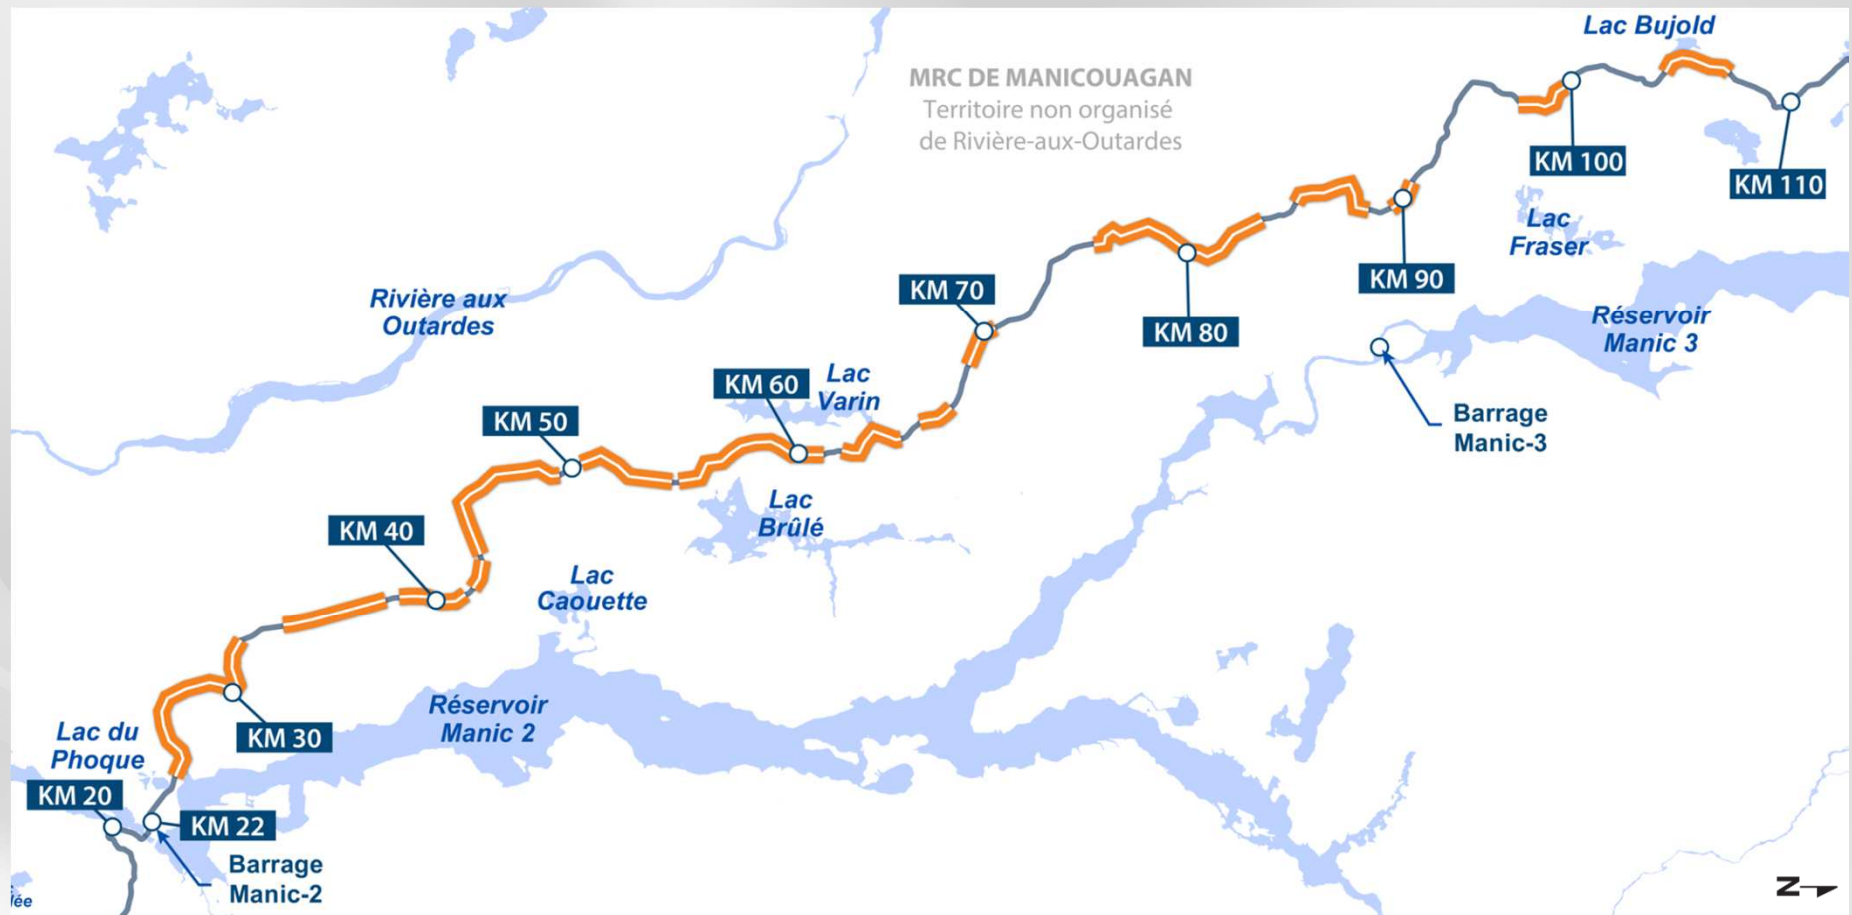 Lac Bujold
MRC DE MANICOUAGAN
Territoire non organisé
de Rivière-aux-Outardes
KM 100
KM 110
Lac
Fraser
KM 90
KM 70
Rivière aux
Outardes
KM 80
Réservoir
Manic 3
KM 60
Lac
Varin
KM 50
Barrage
Manic-3
Lac
Brûlé
KM 40
Lac
Caouette
Réservoir
Manic 2
KM 30
Lac du
Phoque
KM 20
KM 22
Barrage
Manic-2
lée
N